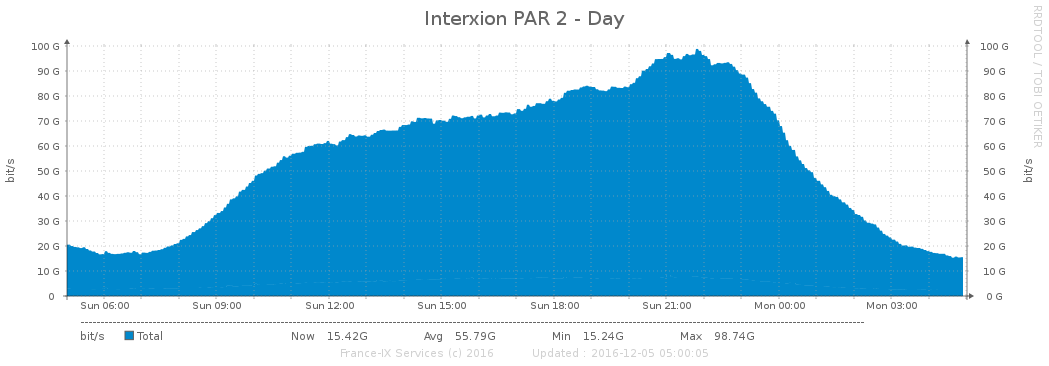 Interxion PAR 2 - Day
RRDTOOL / TOBI OETIKER
bit/s
100 G
90 G
80 G
70 G
60 G
50 G
40 G
30 G
20 G
10 G
0
100 G
90 G
80 G
70 G
60 G
50 G
40 G
30 G
20 G
10 G
0 G
bit/s
Sun 06:00 Sun 09:00 Sun 12:00 Sun 15:00 Sun 18:00 Sun 21:00 Mon 00:00 Mon 03:00
bit/s Total Now 15.42G Avg 55.79G Min 15.24G Max 98.74G
France-IX Services (c) 2016 Updated : 2016-12-05 05:00:05